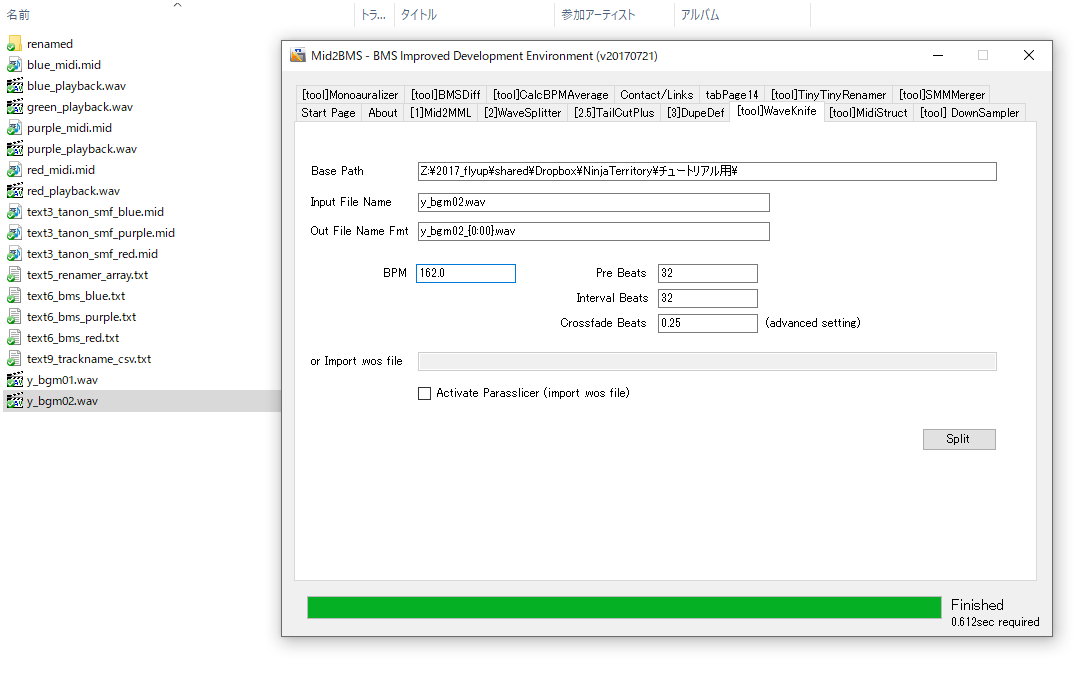 名前
トラ...
タイトル
参加アーティスト
アルバム
renamed
blue_midi.mid
blue_playback.wav
green_playback.wav
purple_midi.mid
purple_playback.wav
red_midi.mid
red_playback.wav
text3_tanon_smf_blue.mid
text3_tanon_smf_purple.mid
text3_tanon_smf_red.mid
text5_renamer_array.txt
text6_bms_blue.txt
text6_bms_purple.txt
text6_bms_red.txt
text9_trackname_csv.txt
y_bgm01.wav
y_bgm02.wav
Mid2BMS - BMS Improved Development Environment (v20170721)
[tool]Monoauralizer
[tool]BMSDiff
[tool]CalcBPMAverage
Contact/Links
tabPage14
[tool]TinyTinyRenamer
[tool]SMMMerger
Start Page
About
[1]Mid2MML
[2]WaveSplitter
[2.5]TailCutPlus
[3]DupeDef
[tool]WaveKnife
[tool]MidiStruct
[tool] DownSampler
Base Path
Z:¥2017_flyup¥shared¥Dropbox¥NinjaTerritory¥チュートリアル用¥
Input File Name
y_bgm02.wav
Out File Name Fmt
y_bgm02_{0:00}.wav
BPM
162.0
Pre Beats
32
Interval Beats
32
Crossfade Beats
0.25
(advanced setting)
or Import .wos file
Activate Parasslicer (import .wos file)
Split
Finished
0.612sec required